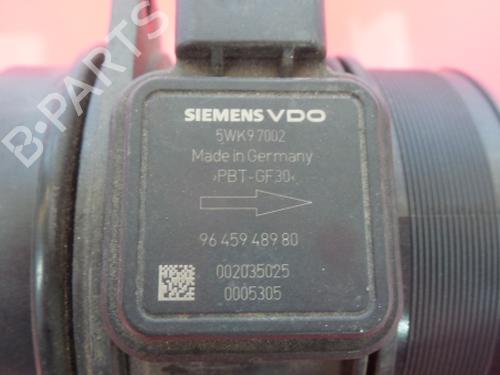 B-PARTS
SIEMENS VDO
5WK9 7002
Made in Germany
>PBT-GF30<
96 459 489 80
002035025
0005305